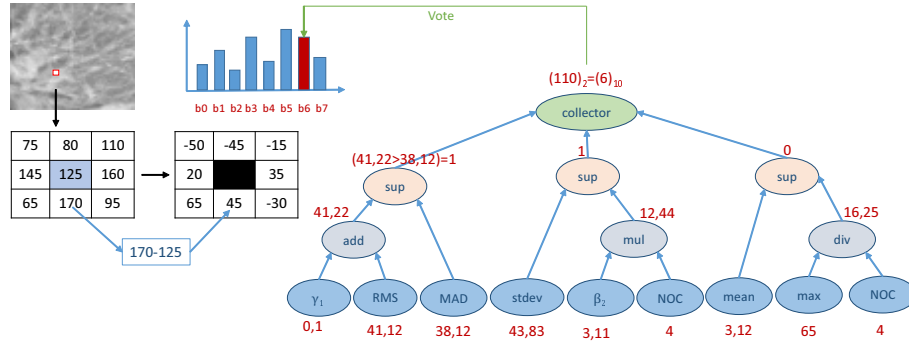 Vote
b0 b1 b2 b3 b4 b5 b6 b7
(110)₂=(6)₁₀
collector
75 80 110
145 125 160
65 170 95
-50 -45 -15
20 35
65 45 -30
170-125
(41,22>38,12)=1
1
0
sup
sup
sup
41,22
12,44
16,25
add
mul
div
γ₁
RMS
MAD
stdev
β₂
NOC
mean
max
NOC
0,1
41,12
38,12
43,83
3,11
4
3,12
65
4